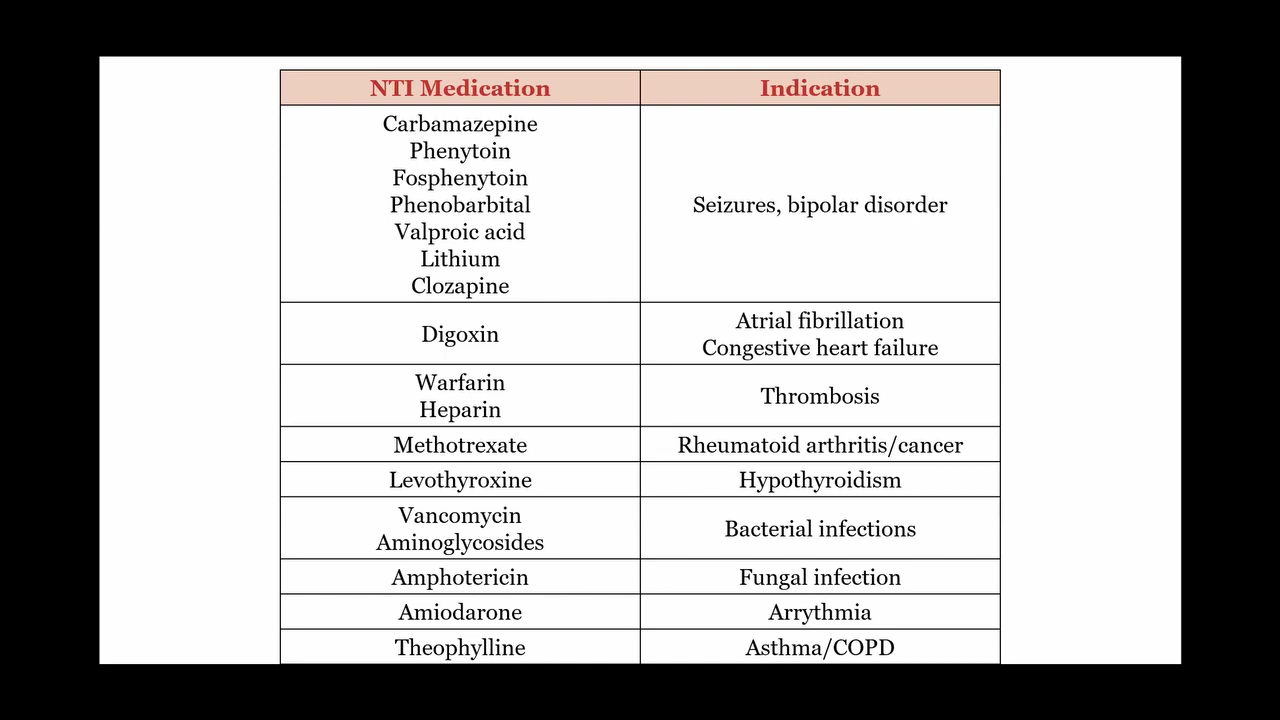 NTI Medication Indication
Carbamazepine
Phenytoin
Fosphenytoin
Phenobarbital
Valproic acid
Lithium
Clozapine
Seizures, bipolar disorder
Digoxin
Atrial fibrillation
Congestive heart failure
Warfarin
Heparin
Thrombosis
Methotrexate Rheumatoid arthritis/cancer
Levothyroxine Hypothyroidism
Vancomycin
Aminoglycosides
Bacterial infections
Amphotericin Fungal infection
Amiodarone Arrythmia
Theophylline Asthma/COPD